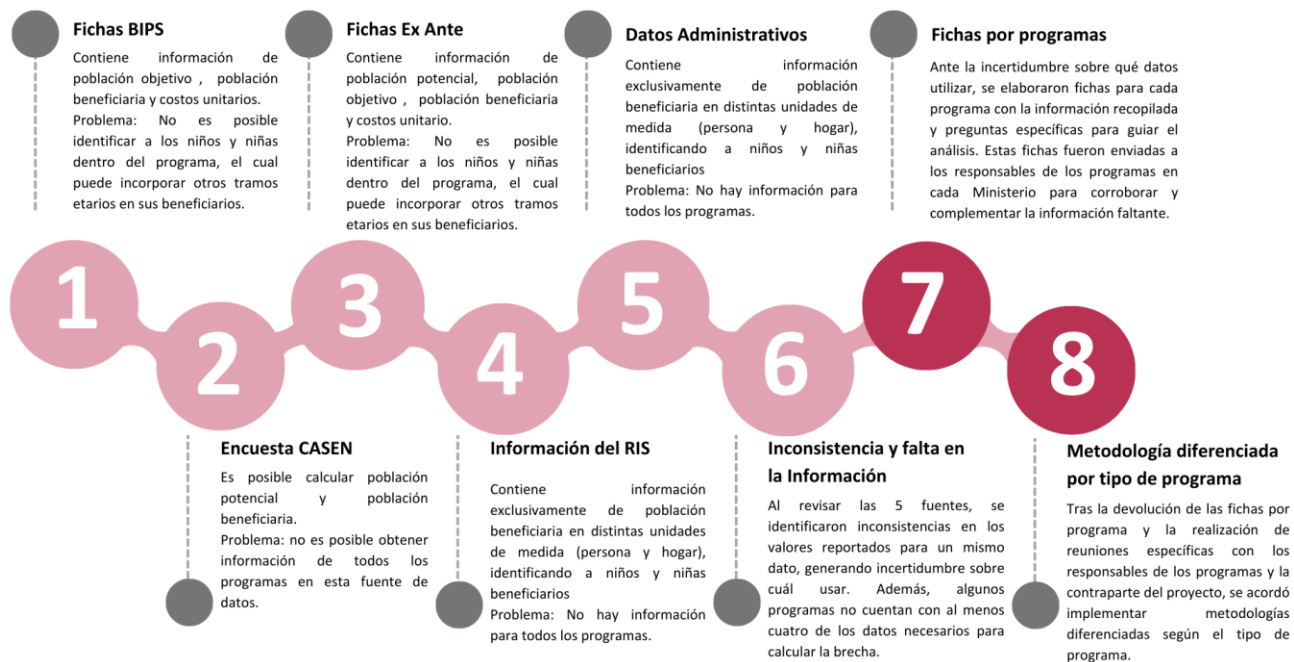 Fichas BIPS
Contiene información de
población objetivo , población
beneficiaria y costos unitarios.
Problema: No es posible
identificar a los niños y niñas
dentro del programa, el cual
puede incorporar otros tramos
etarios en sus beneficiarios.
Fichas Ex Ante
Contiene información de
población potencial, población
objetivo , población beneficiaria
y costos unitario.
Problema: No es posible
identificar a los niños y niñas
dentro del programa, el cual
puede incorporar otros tramos
etarios en sus beneficiarios.
Datos Administrativos
Contiene información
exclusivamente de población
beneficiaria en distintas unidades de
medida (persona y hogar),
identificando a niños y niñas
beneficiarios
Problema: No hay información para
todos los programas.
Fichas por programas
Ante la incertidumbre sobre qué datos
utilizar, se elaboraron fichas para cada
programa con la información recopilada
y preguntas específicas para guiar el
análisis. Estas fichas fueron enviadas a
los responsables de los programas en
cada Ministerio para corroborar y
complementar la información faltante.
1
2
3
4
5
6
7
8
Encuesta CASEN
Es posible calcular población
potencial y población
beneficiaria.
Problema: no es posible obtener
información de todos los
programas en esta fuente de
datos.
Información del RIS
Contiene información
exclusivamente de población
beneficiaria en distintas unidades
de medida (persona y hogar),
identificando a niños y niñas
beneficiarios
Problema: No hay información
para todos los programas.
Inconsistencia y falta en
la Información
Al revisar las 5 fuentes, se
identificaron inconsistencias en los
valores reportados para un mismo
dato, generando incertidumbre sobre
cuál usar. Además, algunos
programas no cuentan con al menos
cuatro de los datos necesarios para
calcular la brecha.
Metodología diferenciada
por tipo de programa
Tras la devolución de las fichas por
programa y la realización de
reuniones específicas con los
responsables de los programas y la
contraparte del proyecto, se acordó
implementar metodologías
diferenciadas según el tipo de
programa.